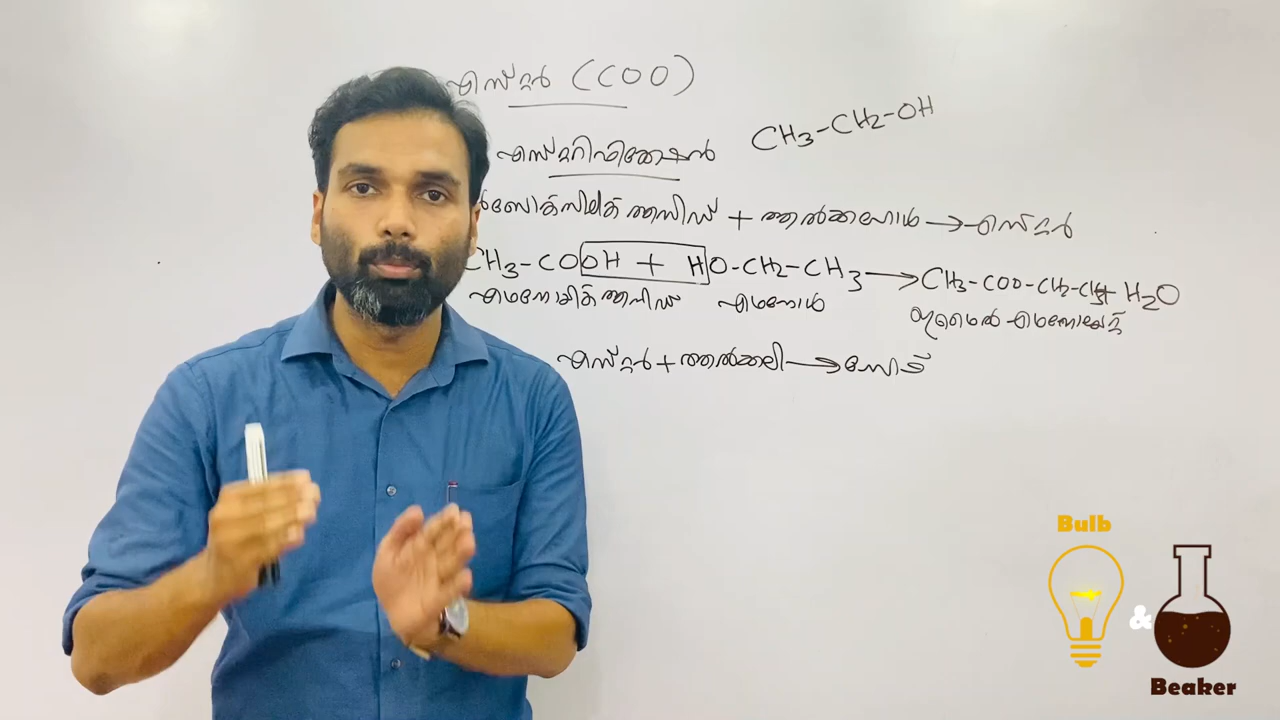 എസ്റ്റർ (COO)
CH3-CH2-OH
എസ്റ്ററിഫിക്കേഷൻ
ർബോക്സിലിക് ആസിഡ് + ആൽക്കഹോൾ → എസ്റ്റർ
CH3-COOH + HO-CH2-CH3 → CH3-COO-CH2-CH3 + H2O
എഥനോയിക് ആസിഡ് എഥനോൾ ഈഥൈൽ എഥനോയേറ്റ്
എസ്റ്റർ + ആൽക്കലി → സോപ്പ്
Bulb
&
Beaker